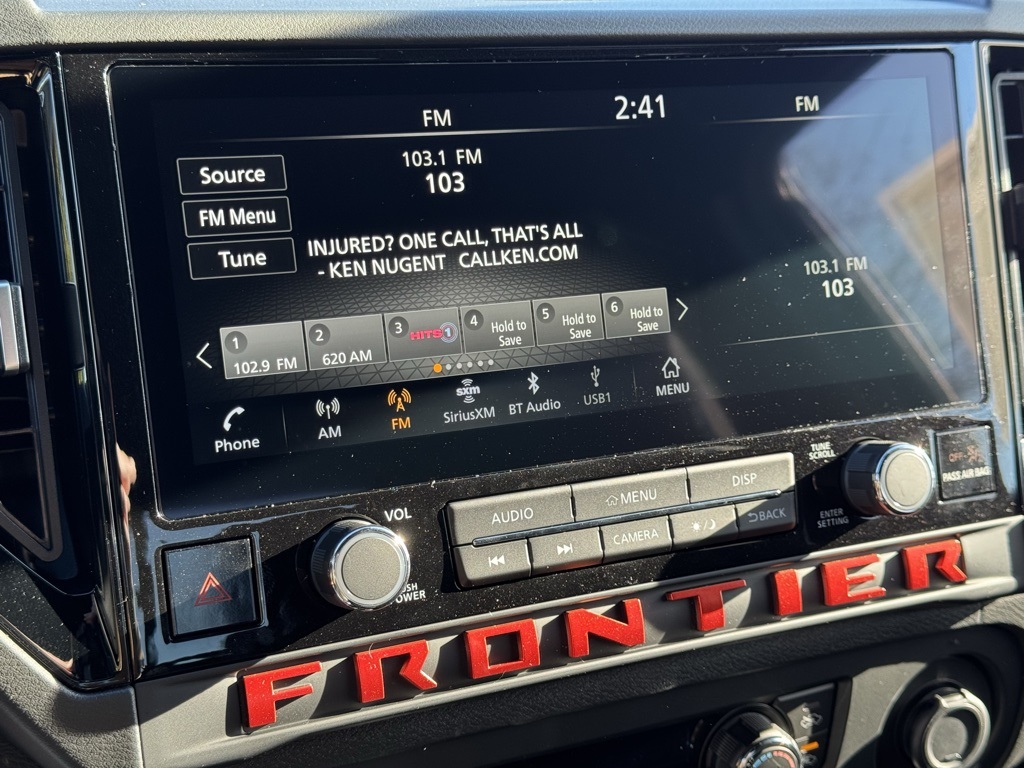 FM
2:41
FM
103.1 FM
103
Source
FM Menu
Tune
INJURED? ONE CALL, THAT'S ALL
- KEN NUGENT CALLKEN.COM
103.1 FM
103
1
102.9 FM
2
620 AM
3
HITS 1
4
Hold to
Save
5
Hold to
Save
6
Hold to
Save
Phone
AM
FM
sxm
SiriusXM
BT Audio
USB1
MENU
TUNE
SCROLL
VOL
AUDIO
MENU
DISP
CAMERA
BACK
ENTER
SETTING
PASS AIR BAG
FRONTIER